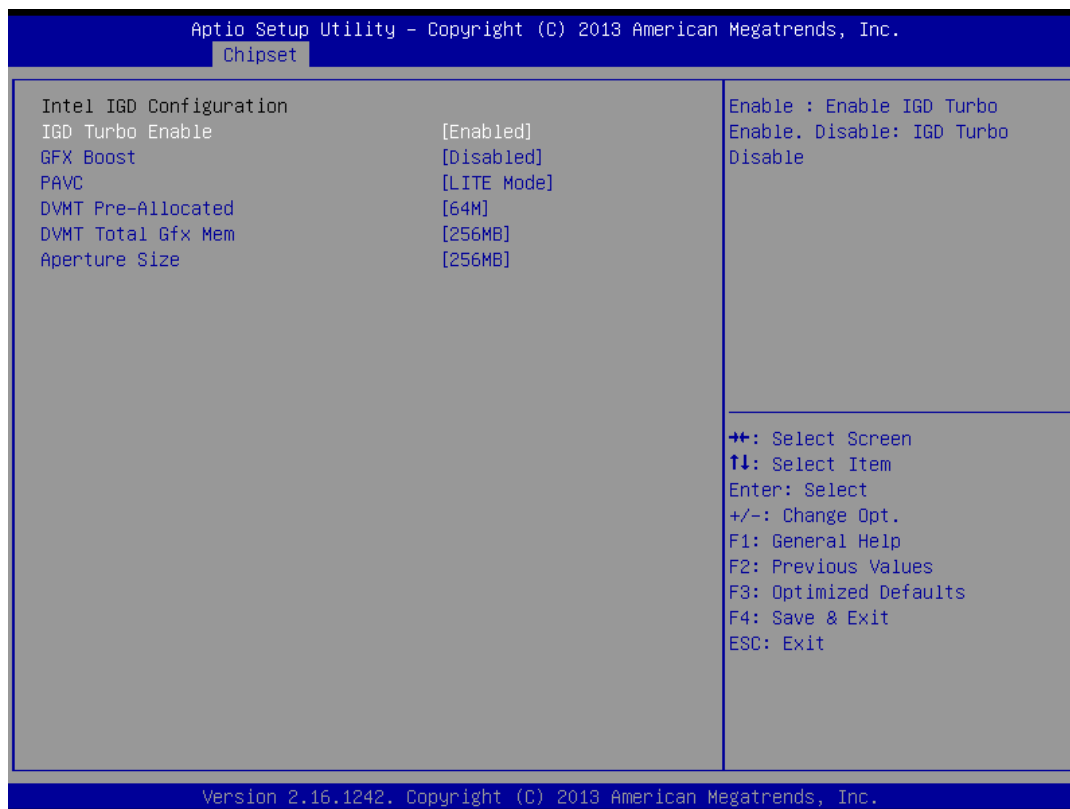 Aptio Setup Utility – Copyright (C) 2013 American Megatrends, Inc.
Chipset
Intel IGD Configuration
IGD Turbo Enable [Enabled]
GFX Boost [Disabled]
PAVC [LITE Mode]
DVMT Pre-Allocated [64M]
DVMT Total Gfx Mem [256MB]
Aperture Size [256MB]
Enable : Enable IGD Turbo
Enable. Disable: IGD Turbo
Disable
→←: Select Screen
↑↓: Select Item
Enter: Select
+/-: Change Opt.
F1: General Help
F2: Previous Values
F3: Optimized Defaults
F4: Save & Exit
ESC: Exit
Version 2.16.1242. Copyright (C) 2013 American Megatrends, Inc.